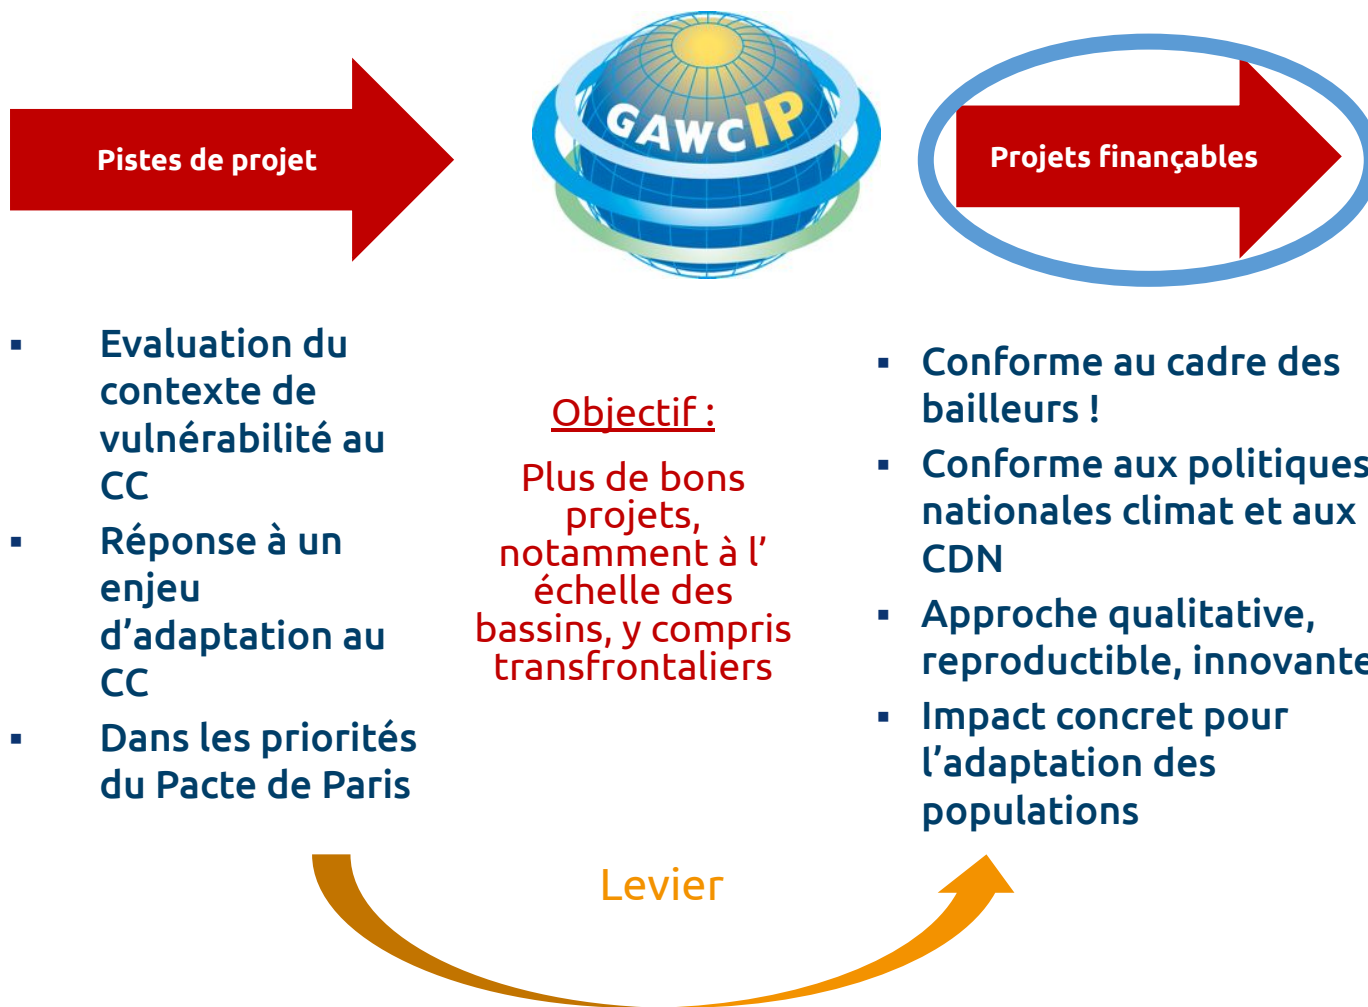 Pistes de projet
GAWCIP
Projets finançables
▪ Evaluation du
contexte de
vulnérabilité au
CC
▪ Réponse à un
enjeu
d’adaptation au
CC
▪ Dans les priorités
du Pacte de Paris
Objectif :
Plus de bons
projets,
notamment à l’
échelle des
bassins, y compris
transfrontaliers
▪ Conforme au cadre des
bailleurs !
▪ Conforme aux politiques
nationales climat et aux
CDN
▪ Approche qualitative,
reproductible, innovante
▪ Impact concret pour
l’adaptation des
populations
Levier